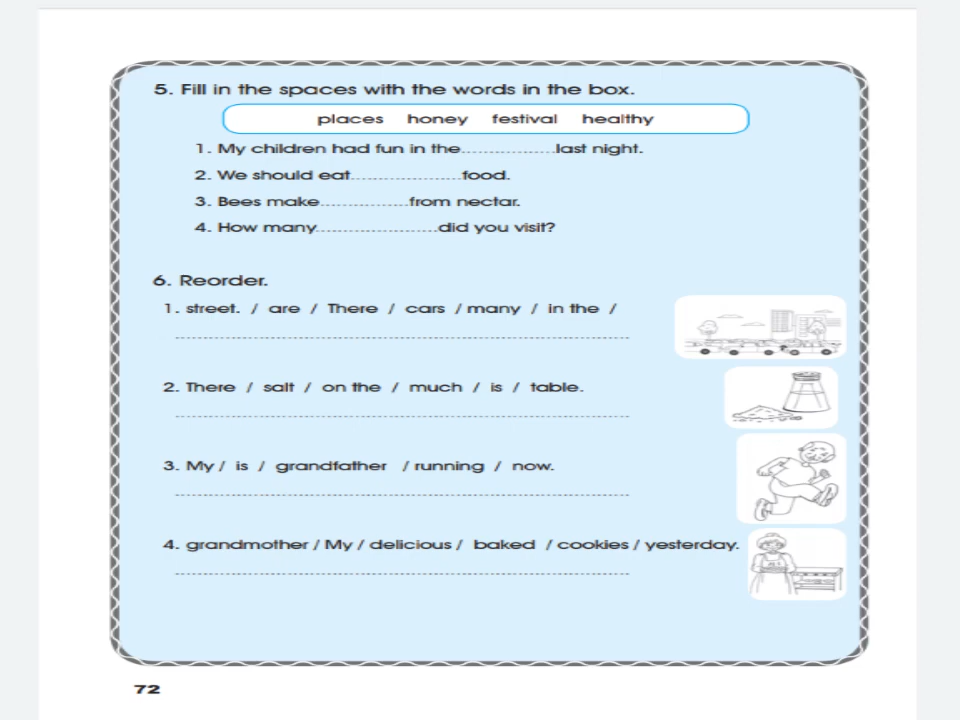 5. Fill in the spaces with the words in the box.
places honey festival healthy
1. My children had fun in the................last night.
2. We should eat...................food.
3. Bees make...............from nectar.
4. How many.....................did you visit?
6. Reorder.
1. street. / are / There / cars / many / in the /
2. There / salt / on the / much / is / table.
3. My / is / grandfather / running / now.
4. grandmother / My / delicious / baked / cookies / yesterday.
72